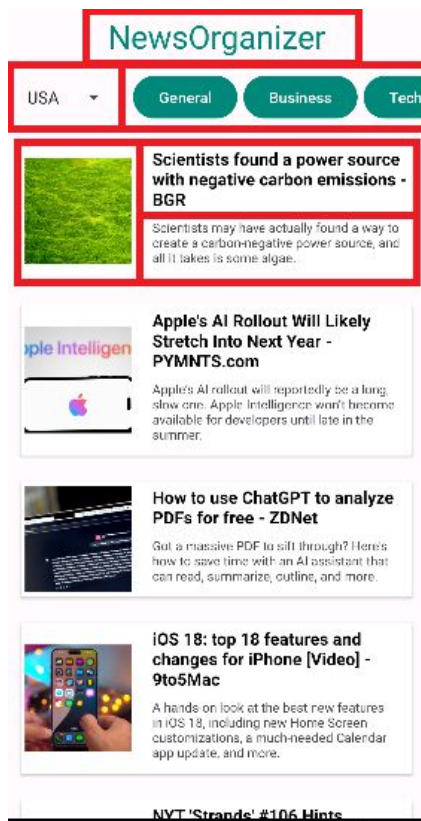 NewsOrganizer
USA
General
Business
Tech
Scientists found a power source
with negative carbon emissions -
BGR
Scientists may have actually found a way to
create a carbon-negative power source, and
all it takes is some algae.
Apple's AI Rollout Will Likely
Stretch Into Next Year -
PYMNTS.com
Apple's AI rollout will reportedly be a long,
slow one. Apple Intelligence won't become
available for developers until late in the
summer.
ople Intelligen
How to use ChatGPT to analyze
PDFs for free - ZDNet
Got a massive PDF to sift through? Here's
how to save time with an AI assistant that
can read, summarize, outline, and more.
iOS 18: top 18 features and
changes for iPhone [Video] -
9to5Mac
A hands on look at the best new features
in iOS 18, including new Home Screen
customizations, a much-needed Calendar
app update, and more.
NYT 'Strands' #106 Hints